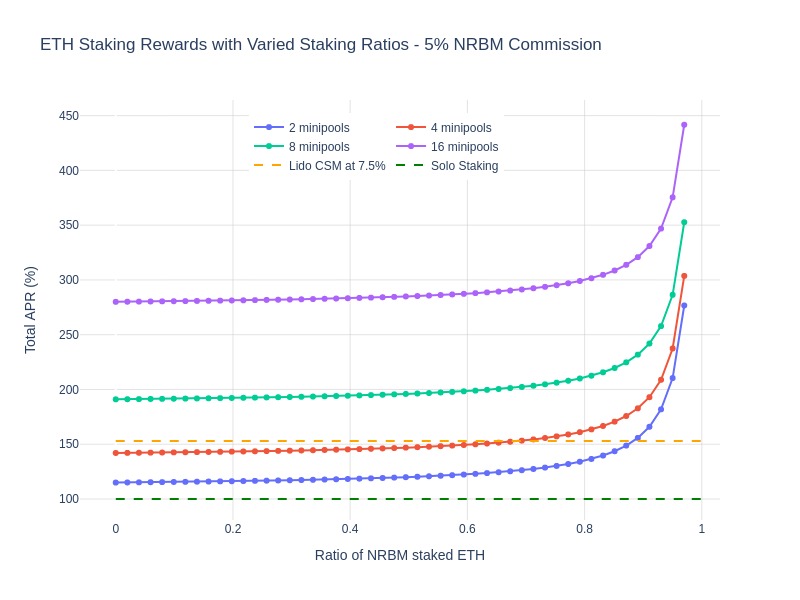 ETH Staking Rewards with Varied Staking Ratios - 5% NRBM Commission
450
400
350
300
250
200
150
100
Total APR (%)
2 minipools
4 minipools
8 minipools
16 minipools
Lido CSM at 7.5%
Solo Staking
0
0.2
0.4
0.6
0.8
1
Ratio of NRBM staked ETH